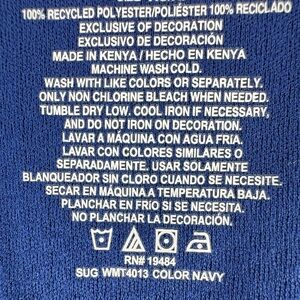 100% RECYCLED POLYESTER/POLIÉSTER 100% RECICLADO
EXCLUSIVE OF DECORATION
EXCLUSIVO DE DECORACIÓN
MADE IN KENYA / HECHO EN KENYA
MACHINE WASH COLD.
WASH WITH LIKE COLORS OR SEPARATELY.
ONLY NON CHLORINE BLEACH WHEN NEEDED.
TUMBLE DRY LOW. COOL IRON IF NECESSARY,
AND DO NOT IRON ON DECORATION.
LAVAR A MÁQUINA CON AGUA FRÍA.
LAVAR CON COLORES SIMILARES O
SEPARADAMENTE. USAR SOLAMENTE
BLANQUEADOR SIN CLORO CUANDO SE NECESITE.
SECAR EN MÁQUINA A TEMPERATURA BAJA.
PLANCHAR EN FRÍO SI SE NECESITA.
NO PLANCHAR LA DECORACIÓN.
RN# 19484
SUG WMT4013 COLOR NAVY